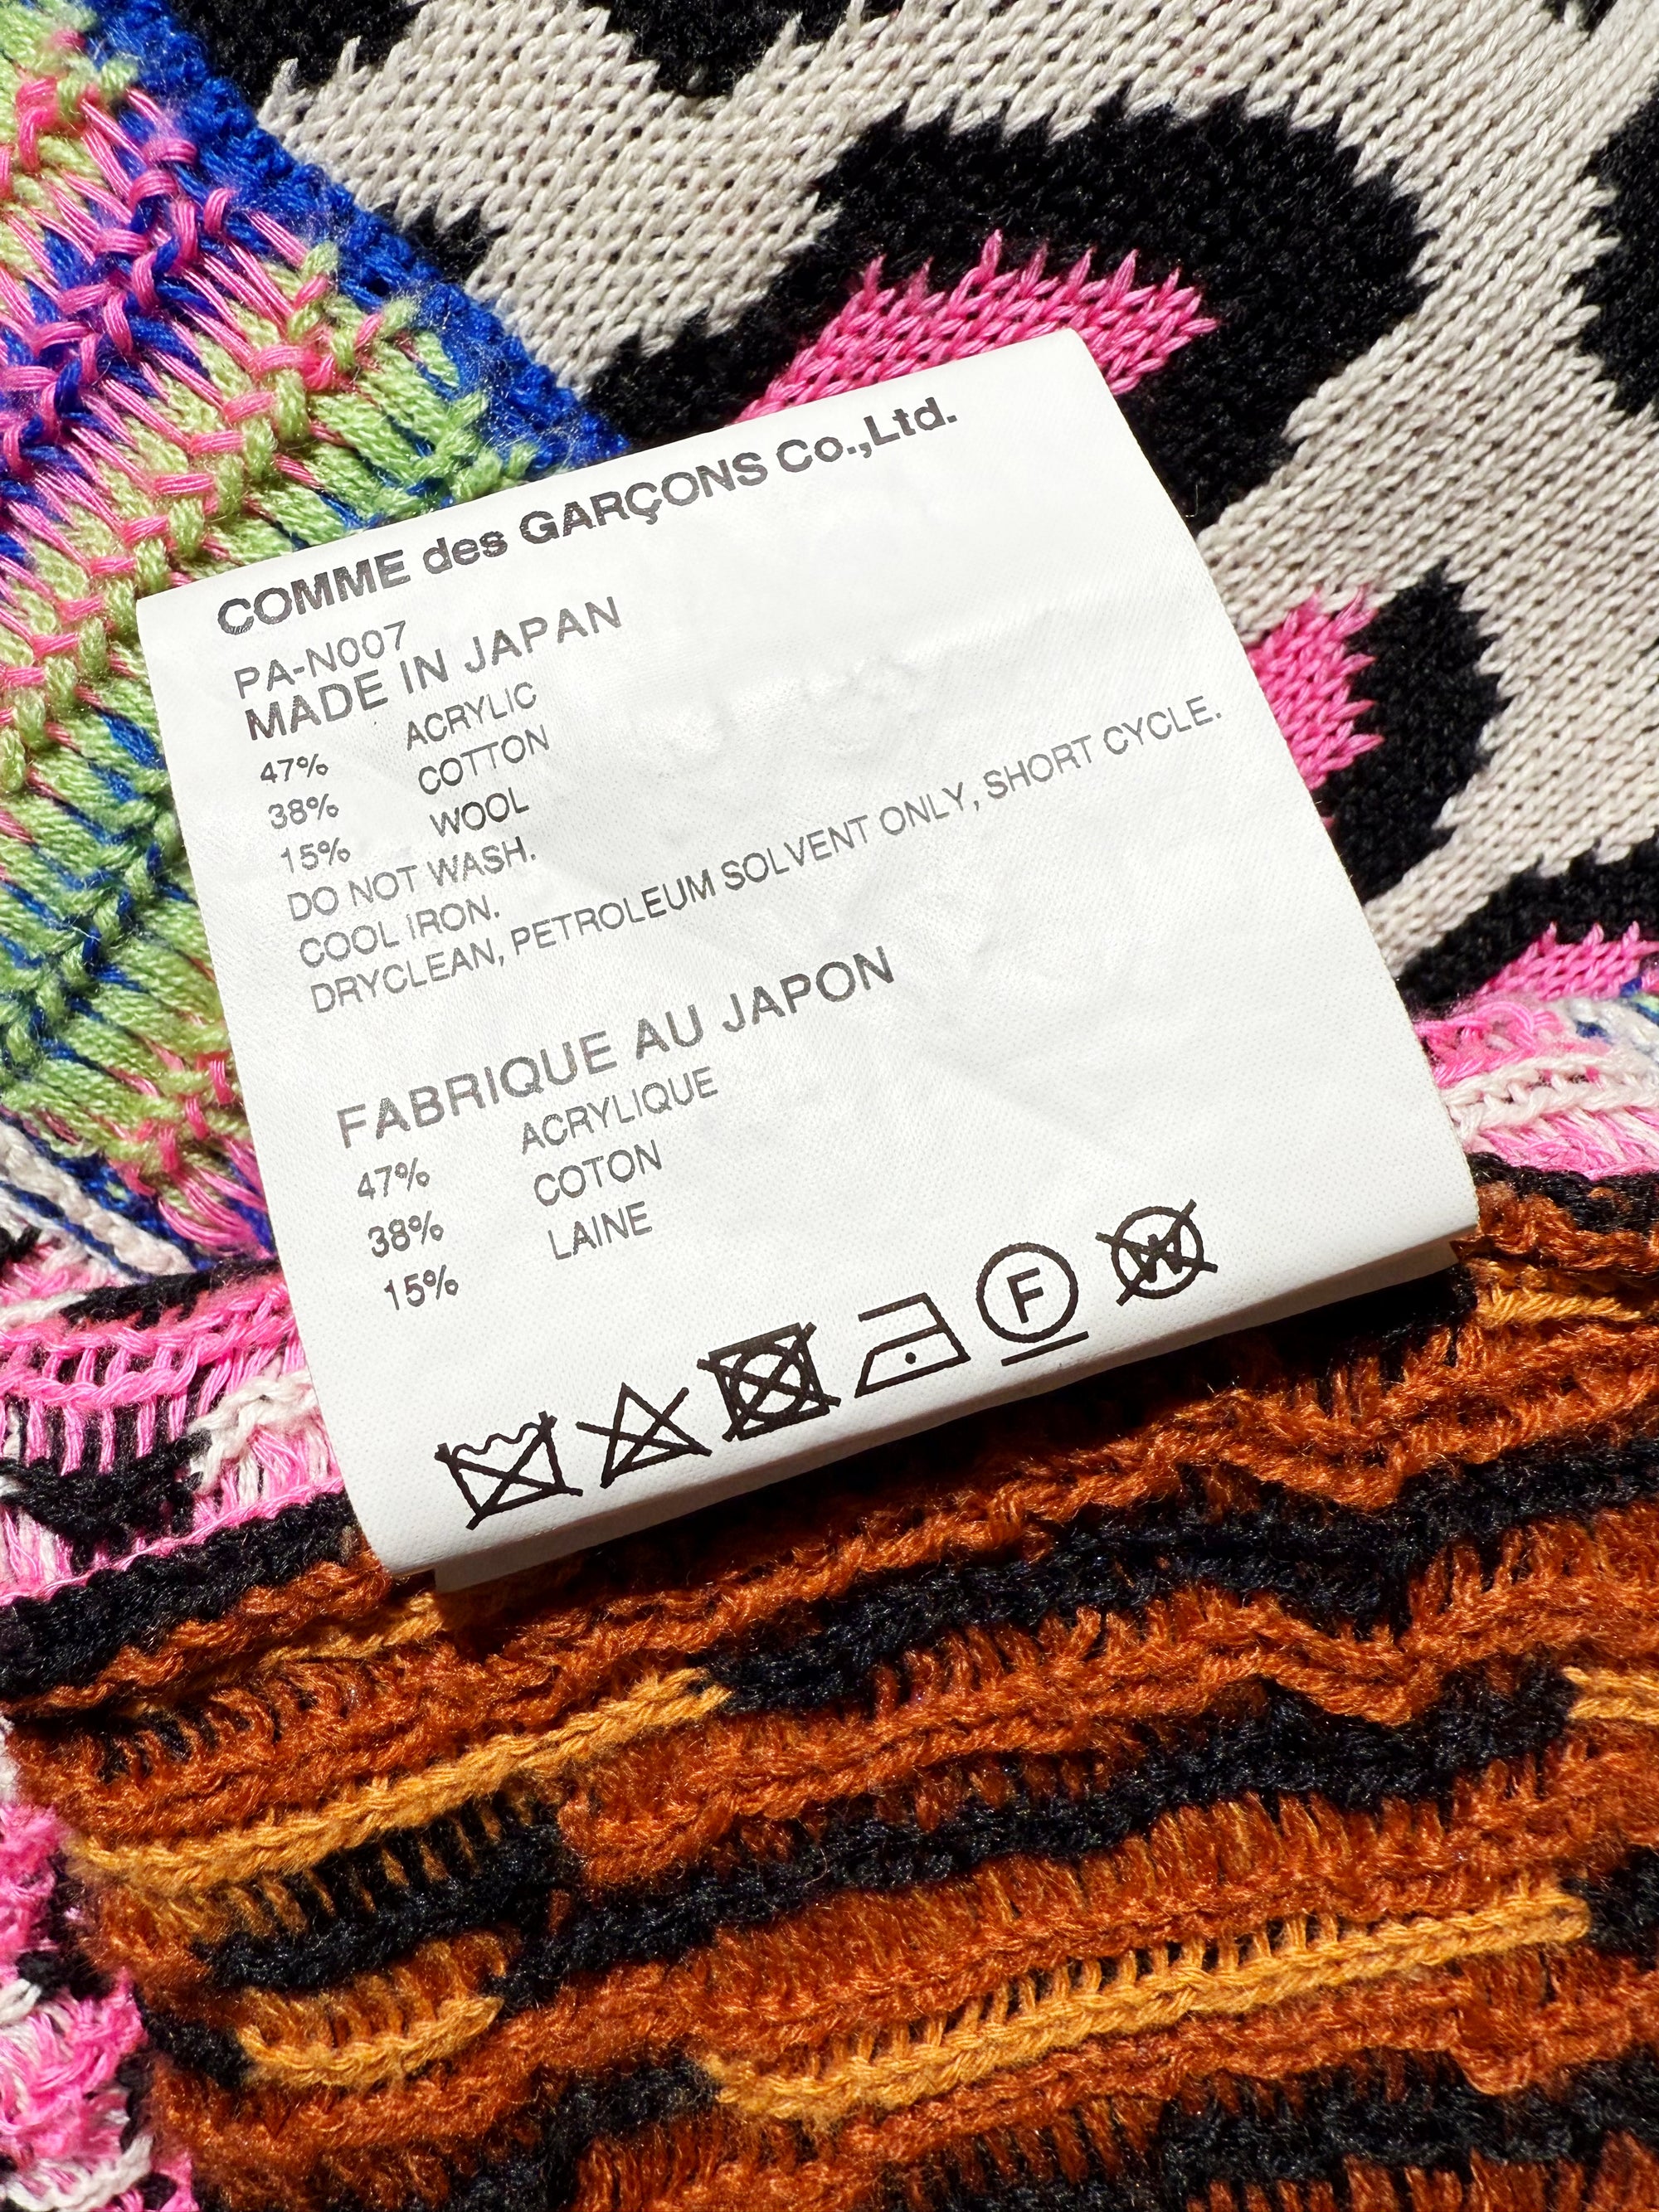 COMME des GARÇONS Co.,Ltd.
PA-N007
MADE IN JAPAN
47% ACRYLIC
38% COTTON
15% WOOL
DO NOT WASH.
COOL IRON.
DRYCLEAN, PETROLEUM SOLVENT ONLY, SHORT CYCLE.
FABRIQUE AU JAPON
47% ACRYLIQUE
38% COTON
15% LAINE
F W